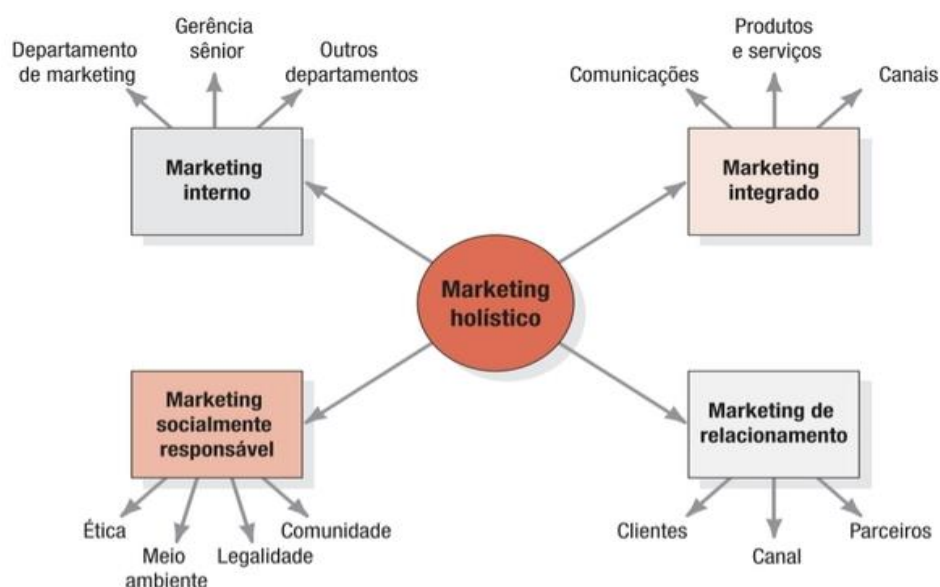 Departamento
de marketing
Gerência
sênior
Outros
departamentos
Marketing
interno
Comunicações
Produtos
e serviços
Canais
Marketing
integrado
Marketing
holístico
Marketing
socialmente
responsável
Ética
Meio
ambiente
Legalidade
Comunidade
Marketing de
relacionamento
Clientes
Canal
Parceiros